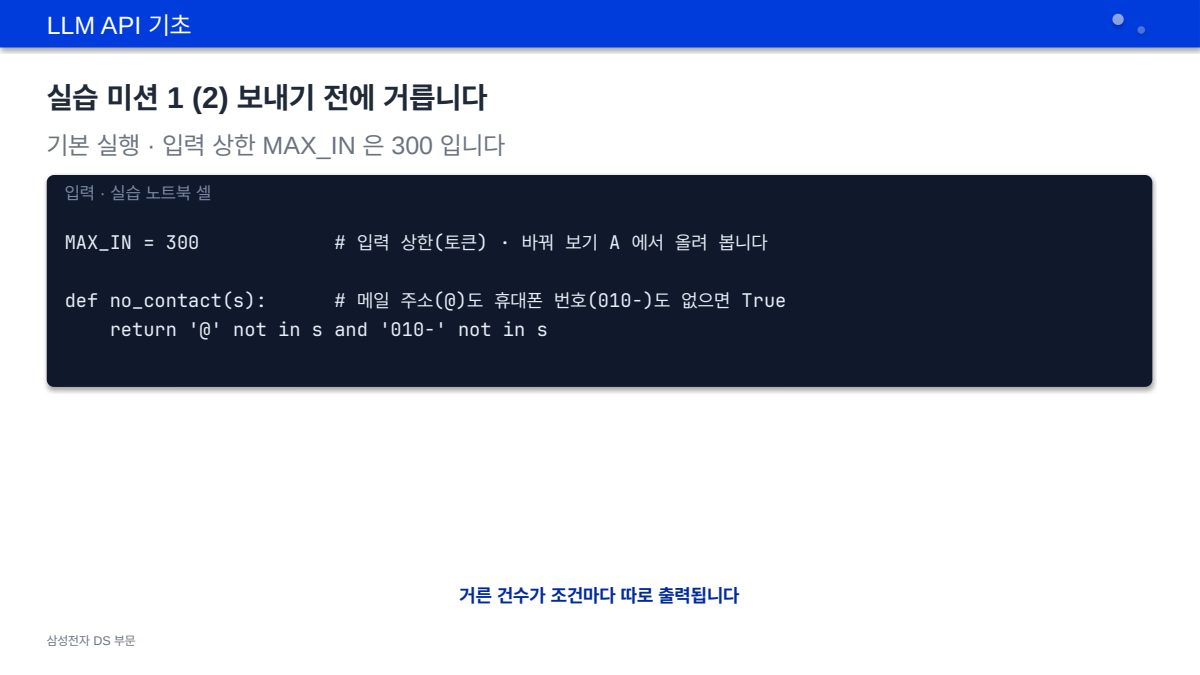 LLM API 기초
실습 미션 1 (2) 보내기 전에 거릅니다
기본 실행 · 입력 상한 MAX_IN 은 300 입니다
입력 · 실습 노트북 셀
MAX_IN = 300            # 입력 상한(토큰) · 바꿔 보기 A 에서 올려 봅니다
def no_contact(s):      # 메일 주소(@)도 휴대폰 번호(010-)도 없으면 True
    return '@' not in s and '010-' not in s
거른 건수가 조건마다 따로 출력됩니다
삼성전자 DS 부문